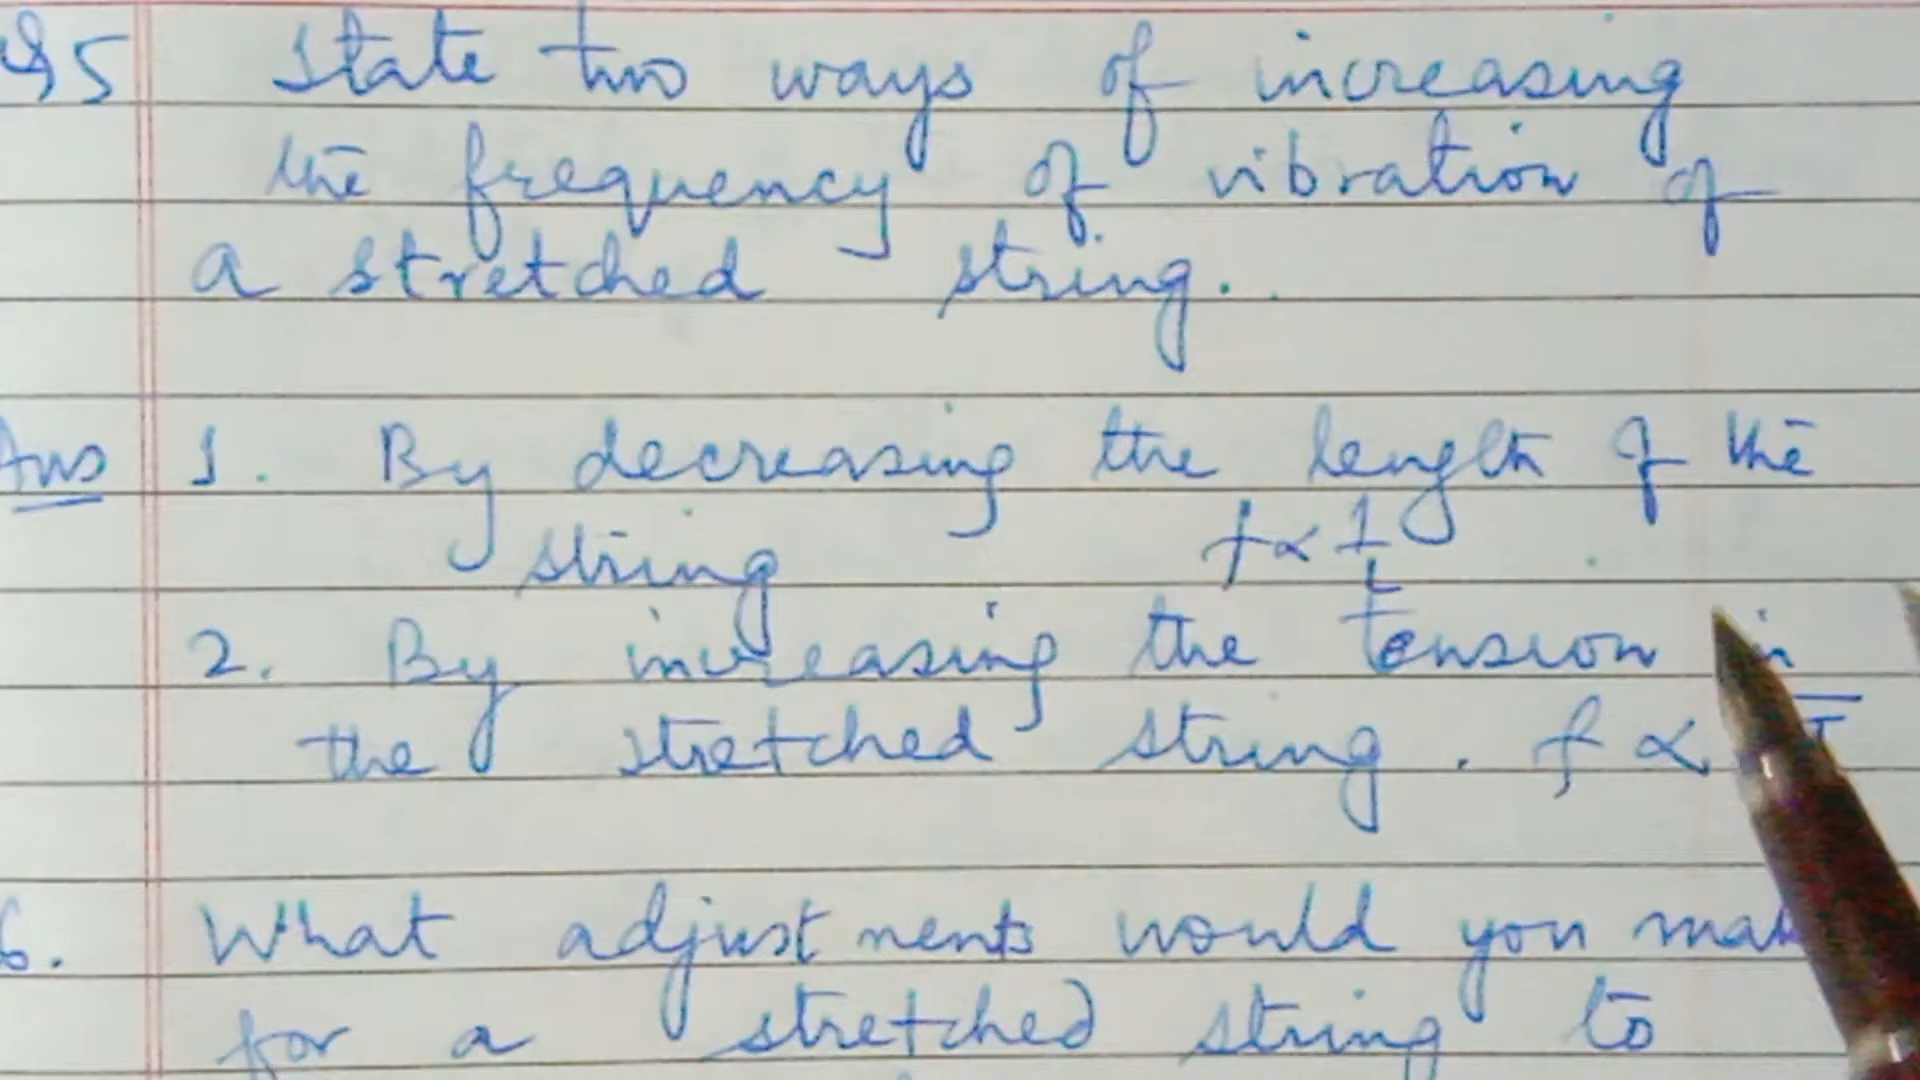 Q5 State two ways of increasing
the frequency of vibration of
a stretched string.
Ans 1. By decreasing the length of the
string f ∝ 1/L
2. By increasing the tension in
the stretched string. f ∝ √T
6. What adjustments would you
for a stretched string to